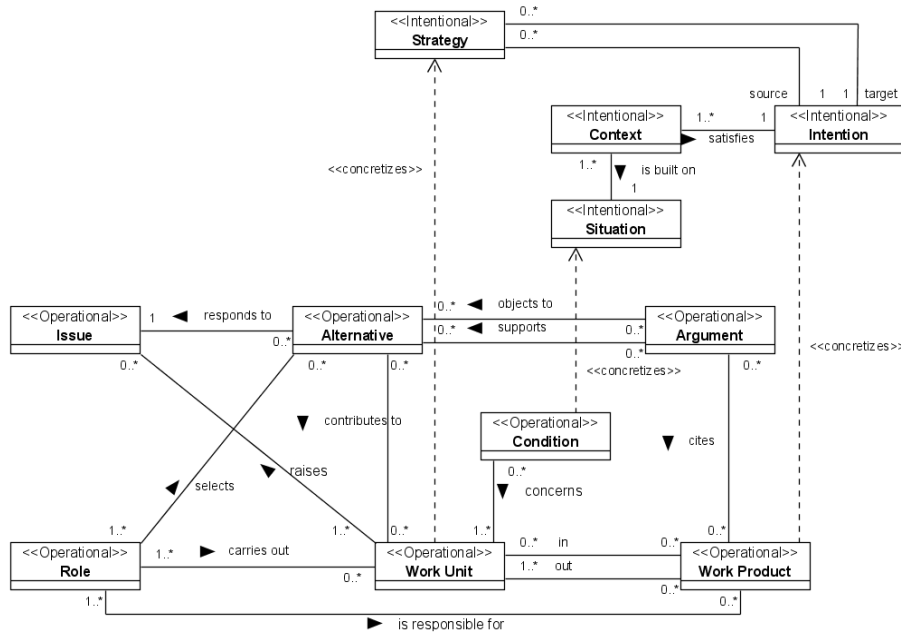 <<Intentional>>
Strategy
0..*
0..*
source
1
1
target
<<Intentional>>
Context
1..*
1
satisfies
<<Intentional>>
Intention
<<concretizes>>
1..*
is built on
1
<<Intentional>>
Situation
<<Operational>>
Issue
1
responds to
0..*
<<Operational>>
Alternative
0..*
objects to
0..*
supports
0..*
0..*
<<Operational>>
Argument
0..*
0..*
0..*
0..*
<<concretizes>>
<<concretizes>>
contributes to
<<Operational>>
Condition
cites
selects
raises
0..*
concerns
1..*
1..*
0..*
1..*
0..*
<<Operational>>
Role
1..*
carries out
0..*
<<Operational>>
Work Unit
0..*
in
0..*
1..*
out
0..*
<<Operational>>
Work Product
1..*
is responsible for
0..*